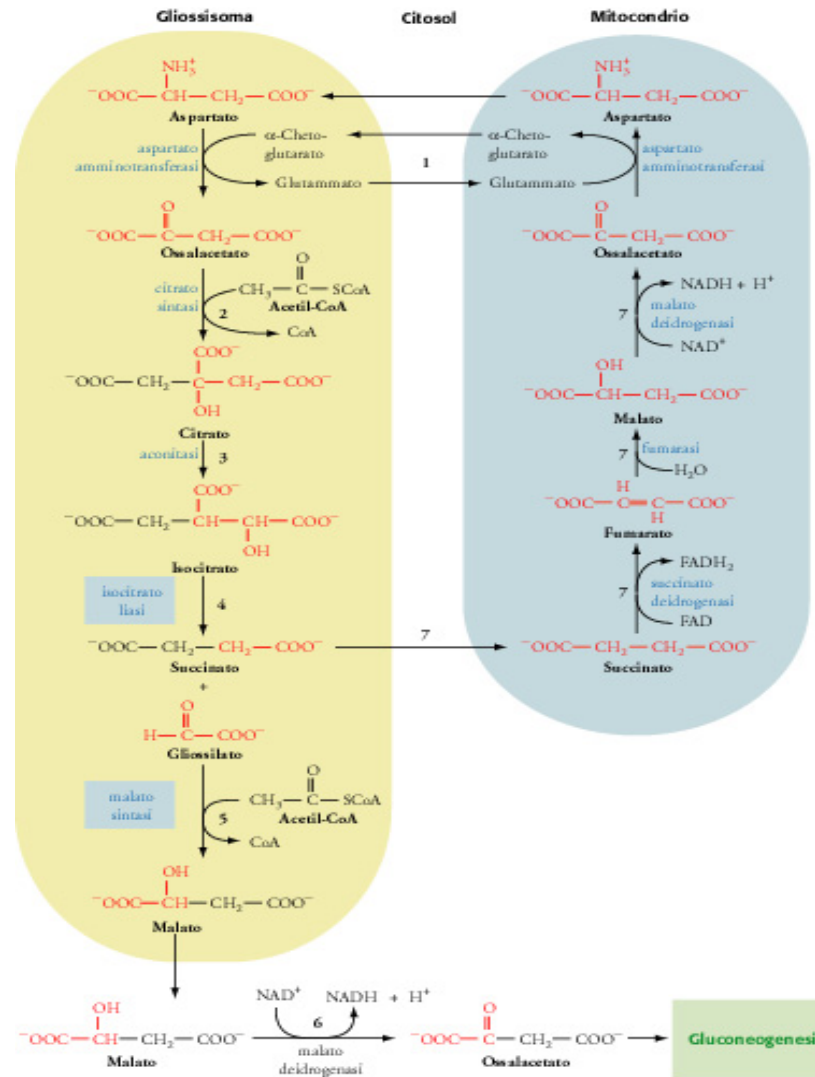 Gliossisoma
Citosol
Mitocondrio
NH₃⁺
⁻OOC—CH—CH₂—COO⁻
Aspartato
NH₃⁺
⁻OOC—CH—CH₂—COO⁻
Aspartato
aspartato
amminotransferasi
α-Cheto-
glutarato
Glutammato
1
α-Cheto-
glutarato
Glutammato
aspartato
amminotransferasi
O
⁻OOC—C—CH₂—COO⁻
Ossalacetato
O
⁻OOC—C—CH₂—COO⁻
Ossalacetato
citrato
sintasi
2
O
CH₃—C—SCoA
Acetil-CoA
CoA
NADH + H⁺
7
malato
deidrogenasi
NAD⁺
COO⁻
⁻OOC—CH₂—C—CH₂—COO⁻
OH
Citrato
OH
⁻OOC—CH—CH₂—COO⁻
Malato
aconitasi
3
7
fumarasi
H₂O
COO⁻
⁻OOC—CH₂—CH—CH—COO⁻
OH
Isocitrato
H
⁻OOC—C=C—COO⁻
H
Fumarato
isocitrato
liasi
4
FADH₂
7
succinato
deidrogenasi
FAD
⁻OOC—CH₂—CH₂—COO⁻
Succinato
7
⁻OOC—CH₂—CH₂—COO⁻
Succinato
+
O
H—C—COO⁻
Gliossilato
malato
sintasi
5
O
CH₃—C—SCoA
Acetil-CoA
CoA
OH
⁻OOC—CH—CH₂—COO⁻
Malato
OH
⁻OOC—CH—CH₂—COO⁻
Malato
NAD⁺
NADH + H⁺
6
malato
deidrogenasi
O
⁻OOC—C—CH₂—COO⁻
Ossalacetato
Gluconeogenesi